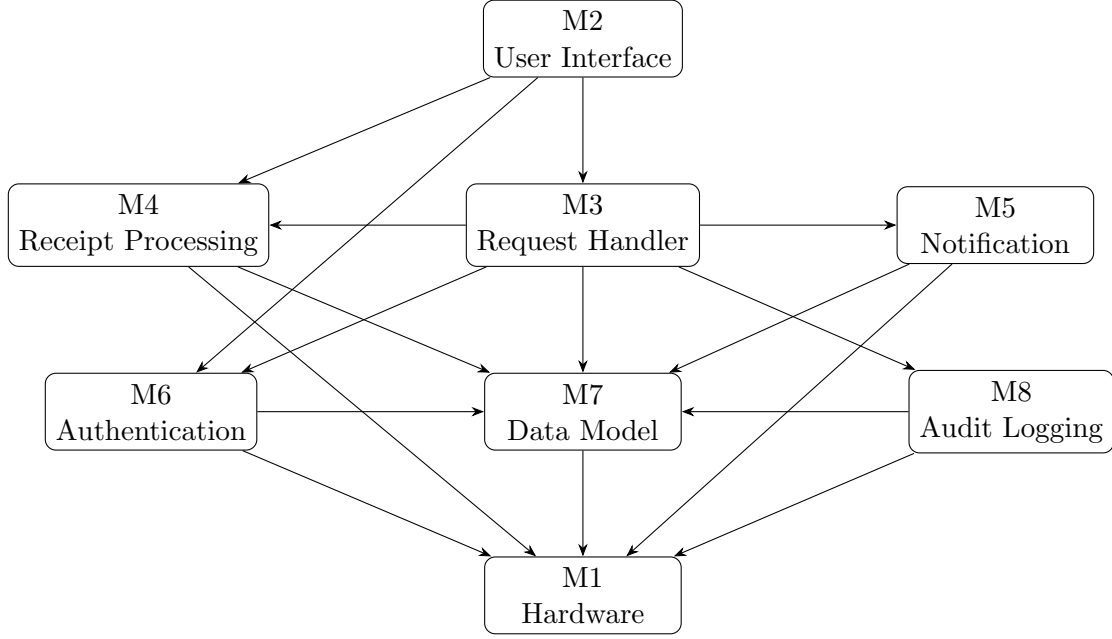 M2
User Interface
M4
Receipt Processing
M3
Request Handler
M5
Notification
M6
Authentication
M7
Data Model
M8
Audit Logging
M1
Hardware